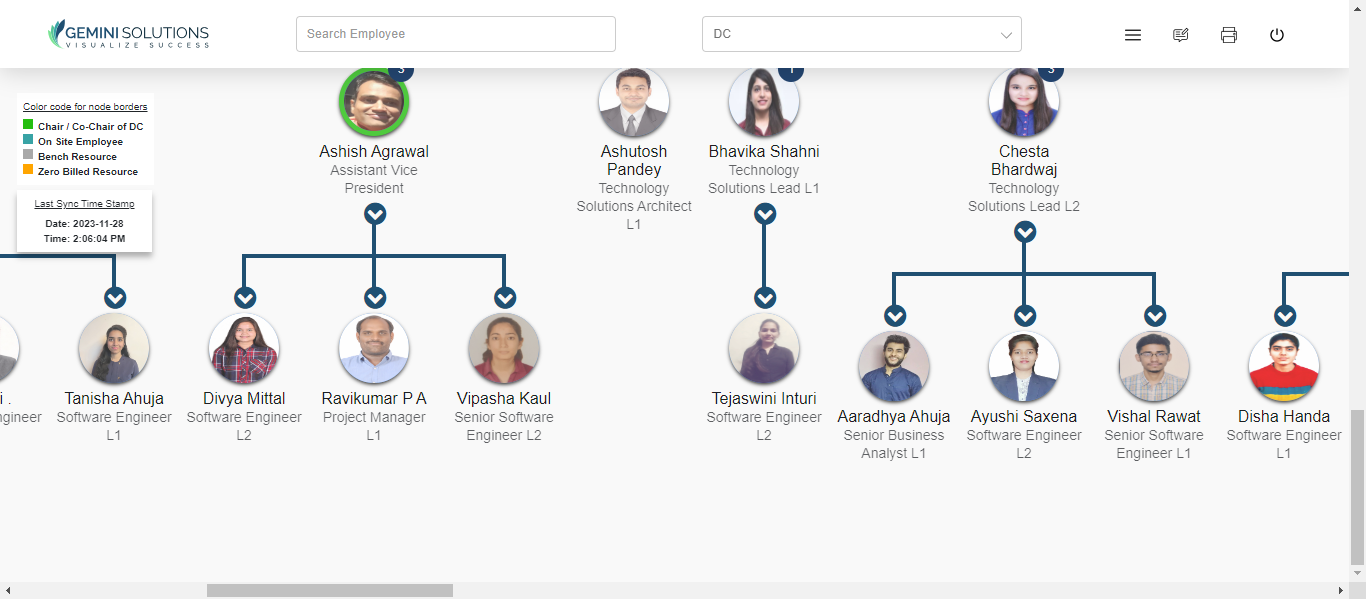 GEMINI SOLUTIONS
VISUALIZE SUCCESS
Search Employee
DC
Color code for node borders
Chair / Co-Chair of DC
On Site Employee
Bench Resource
Zero Billed Resource
Last Sync Time Stamp
Date: 2023-11-28
Time: 2:06:04 PM
3
Ashish Agrawal
Assistant Vice
President
Ashutosh
Pandey
Technology
Solutions Architect
L1
1
Bhavika Shahni
Technology
Solutions Lead L1
3
Chesta
Bhardwaj
Technology
Solutions Lead L2
i .
ngineer
Tanisha Ahuja
Software Engineer
L1
Divya Mittal
Software Engineer
L2
Ravikumar P A
Project Manager
L1
Vipasha Kaul
Senior Software
Engineer L2
Tejaswini Inturi
Software Engineer
L2
Aaradhya Ahuja
Senior Business
Analyst L1
Ayushi Saxena
Software Engineer
L2
Vishal Rawat
Senior Software
Engineer L1
Disha Handa
Software Engineer
L1